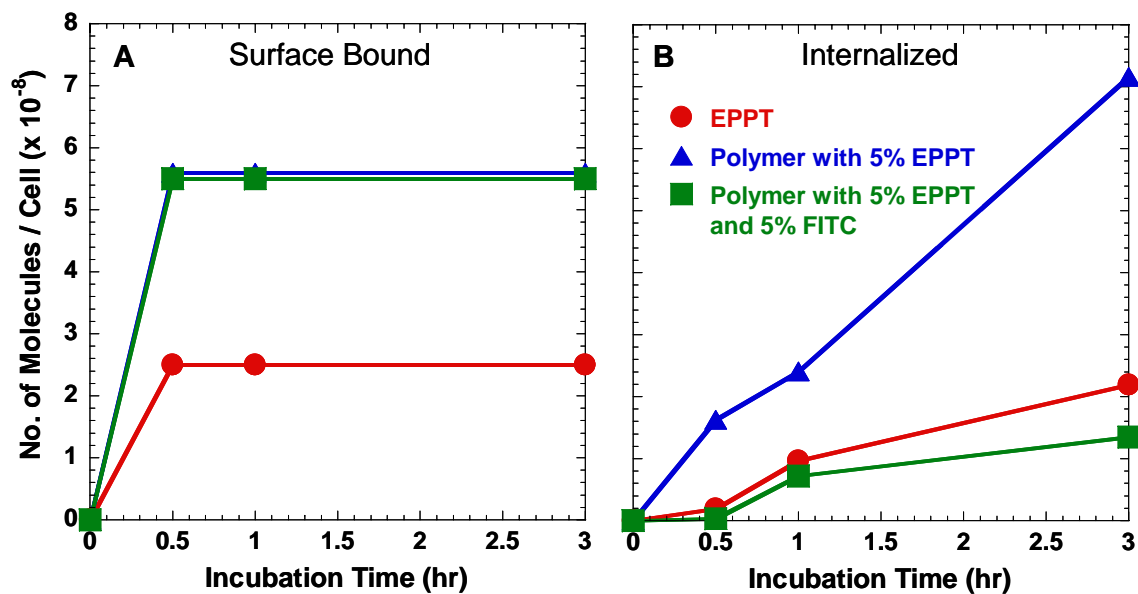 A
Surface Bound
No. of Molecules / Cell (x 10-8)
8
7
6
5
4
3
2
1
0
0
0.5
1
1.5
2
2.5
3
Incubation Time (hr)
B
Internalized
EPPT
Polymer with 5% EPPT
Polymer with 5% EPPT
and 5% FITC
0
0.5
1
1.5
2
2.5
3
Incubation Time (hr)